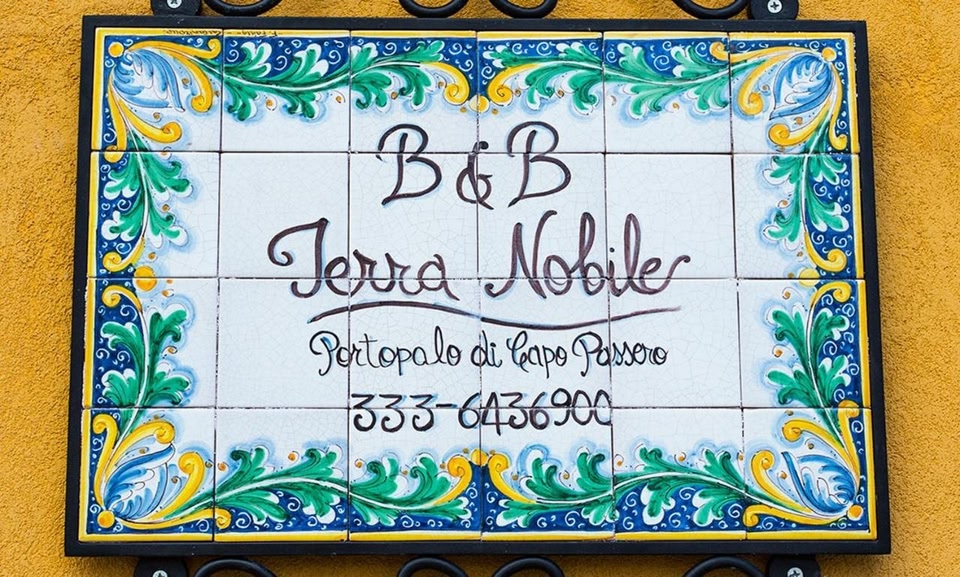 B & B
Terra Nobile
Portopalo di Capo Passero
333-6436900